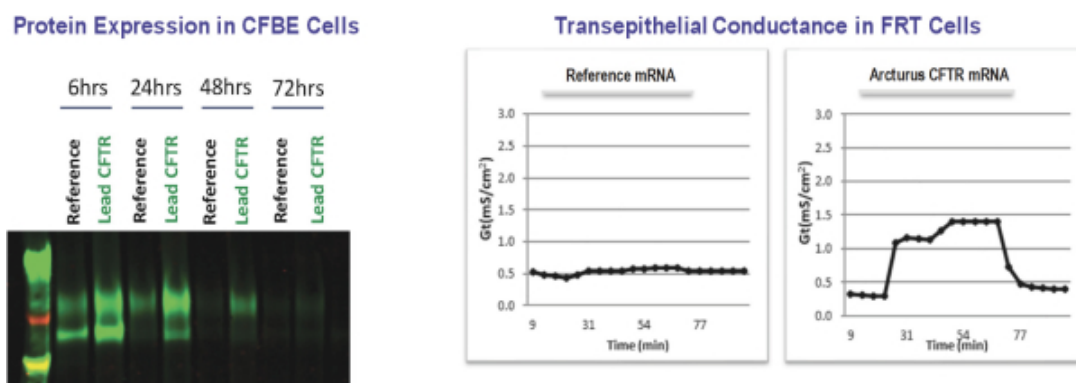 Protein Expression in CFBE Cells
6hrs 24hrs 48hrs 72hrs
Reference
Lead CFTR
Reference
Lead CFTR
Reference
Lead CFTR
Reference
Lead CFTR
Transepithelial Conductance in FRT Cells
Reference mRNA
3.0
2.5
2.0
1.5
1.0
0.5
0.0
Gt(mS/cm²)
9 31 54 77
Time (min)
Arcturus CFTR mRNA
3.0
2.5
2.0
1.5
1.0
0.5
0.0
Gt(mS/cm²)
9 31 54 77
Time (min)